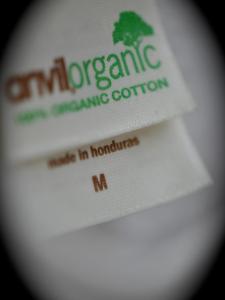 anvilorganic
100% ORGANIC COTTON
made in honduras
M